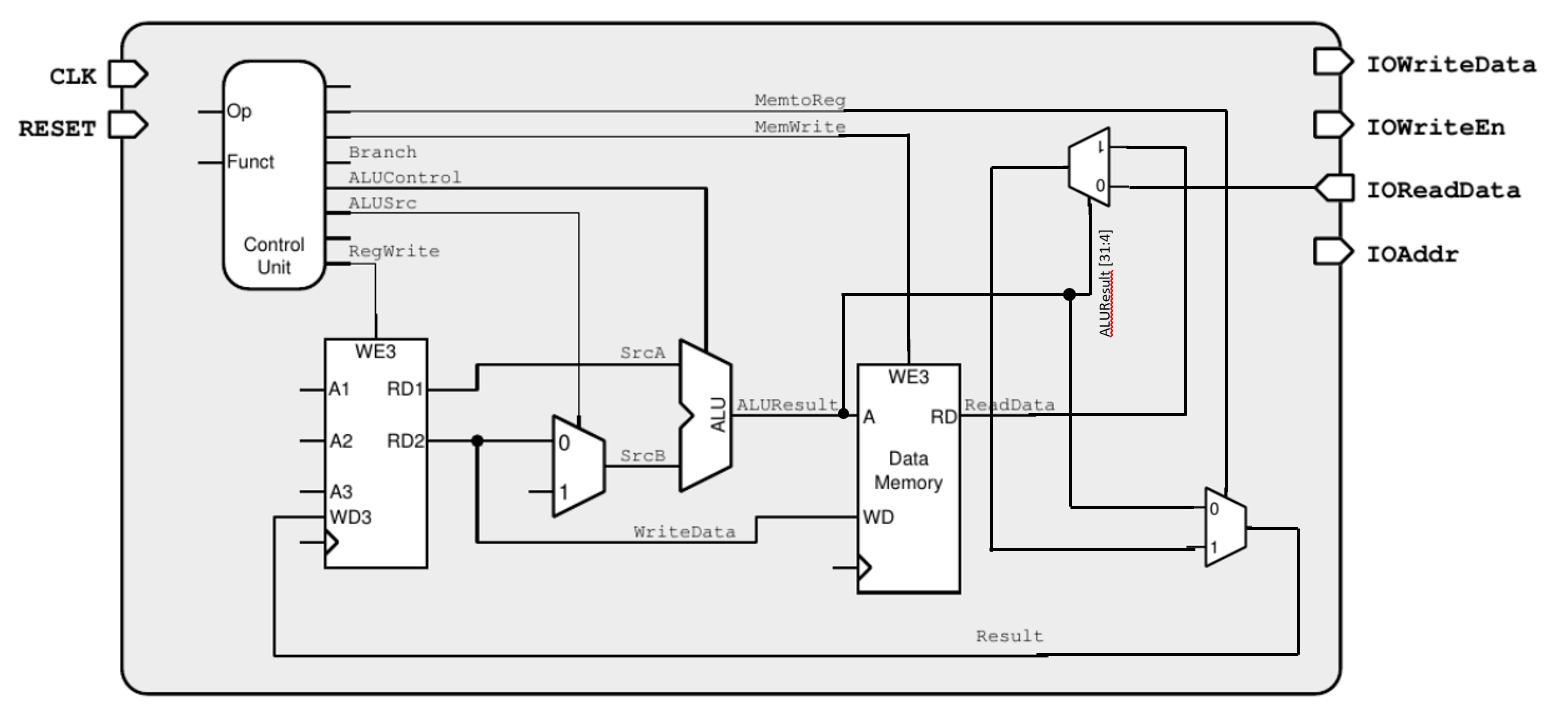 CLK
RESET
IOWriteData
IOWriteEn
IOReadData
IOAddr
Op
Funct
Control
Unit
MemtoReg
MemWrite
Branch
ALUControl
ALUSrc
RegWrite
1
0
ALUResult [31:4]
WE3
A1
RD1
A2
RD2
A3
WD3
SrcA
0
1
SrcB
ALU
ALUResult
WriteData
WE3
A
RD
ReadData
Data
Memory
WD
0
1
Result